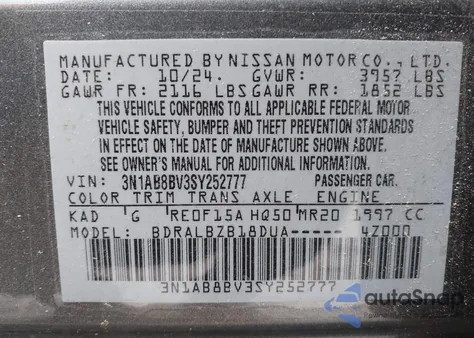 MANUFACTURED BY NISSAN MOTOR CO., LTD.
DATE: 10/24. GVWR: 3957 LBS
GAWR FR: 2116 LBS GAWR RR: 1852 LBS
THIS VEHICLE CONFORMS TO ALL APPLICABLE FEDERAL MOTOR
VEHICLE SAFETY, BUMPER AND THEFT PREVENTION STANDARDS
IN EFFECT ON THE DATE OF MANUFACTURE SHOWN ABOVE.
SEE OWNER'S MANUAL FOR ADDITIONAL INFORMATION.
VIN: 3N1AB8BV3SY252777 PASSENGER CAR.
COLOR TRIM TRANS AXLE ENGINE
KAD G RE0F15A HQ50 MR20 1997 CC
MODEL: BDRALBZB18DUA-----4Z000
3N1AB8BV3SY252777
autoSnap